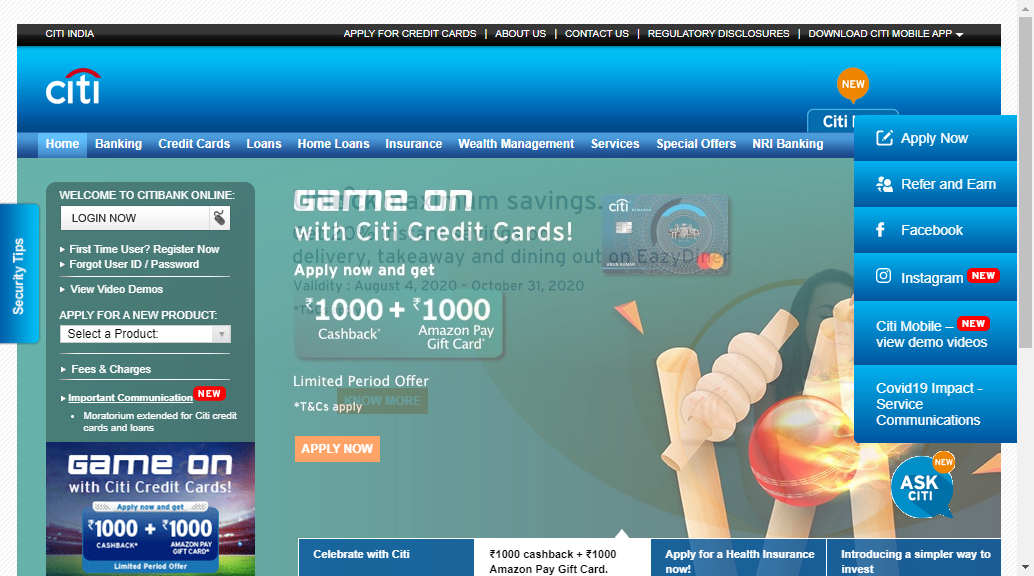 CITI INDIA
APPLY FOR CREDIT CARDS | ABOUT US | CONTACT US | REGULATORY DISCLOSURES | DOWNLOAD CITI MOBILE APP
citi
NEW
Citi
Home Banking Credit Cards Loans Home Loans Insurance Wealth Management Services Special Offers NRI Banking
Apply Now
Refer and Earn
Facebook
Instagram NEW
Citi Mobile – NEW
view demo videos
Covid19 Impact -
Service
Communications
Security Tips
WELCOME TO CITIBANK ONLINE:
LOGIN NOW
First Time User? Register Now
Forgot User ID / Password
View Video Demos
APPLY FOR A NEW PRODUCT:
Select a Product:
Fees & Charges
Important Communication NEW
Moratorium extended for Citi credit
cards and loans
GAME ON
with Citi Credit Cards!
Apply now and get
₹1000 + ₹1000
CASHBACK* AMAZON PAY
GIFT CARD*
Limited Period Offer
GAME ON
maximum savings.
with Citi Credit Cards!
delivery, takeaway and dining out on EazyDiner
Apply now and get
Validity : August 4, 2020 - October 31, 2020
₹1000 + ₹1000
Cashback* Amazon Pay
Gift Card*
Limited Period Offer
KNOW MORE
*T&Cs apply
APPLY NOW
cit 
ARUN KUMAR
ASK
CITI
NEW
Celebrate with Citi
₹1000 cashback + ₹1000
Amazon Pay Gift Card.
Apply for a Health Insurance
now!
Introducing a simpler way to
invest